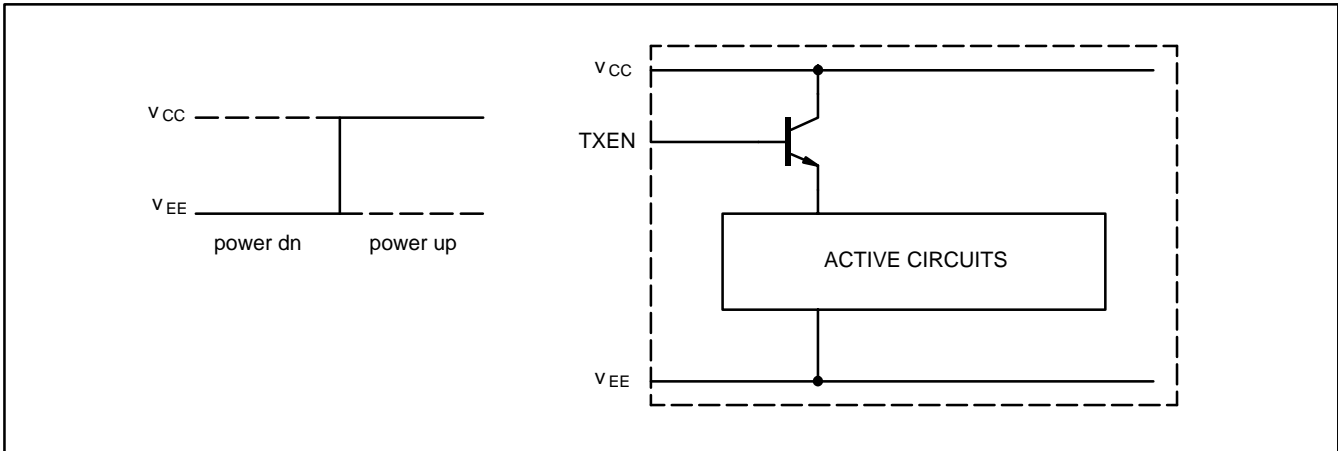 v CC
v EE
power dn power up
v CC
TXEN
ACTIVE CIRCUITS
v EE